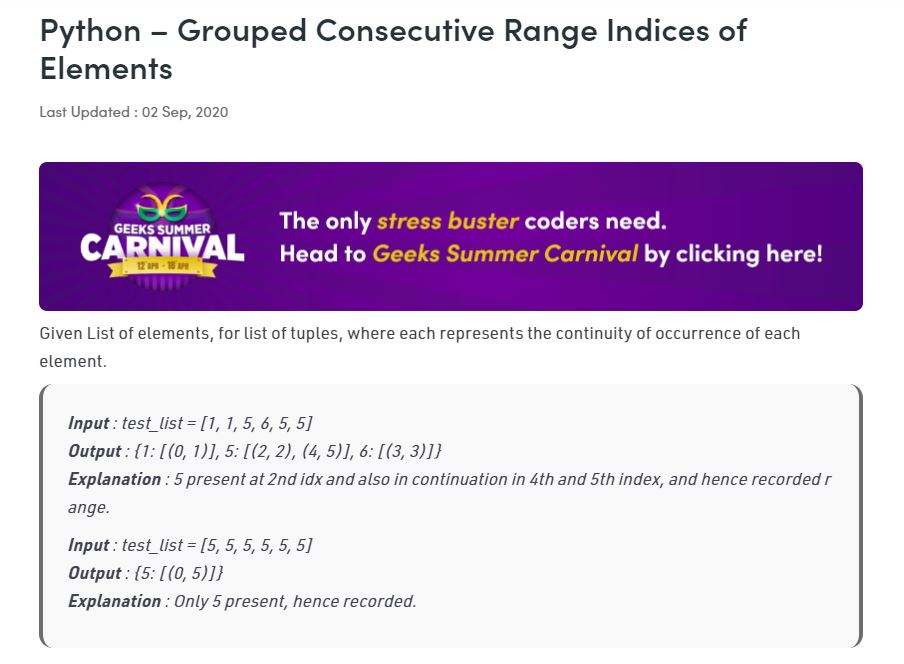 Python – Grouped Consecutive Range Indices of
Elements
Last Updated : 02 Sep, 2020
GEEKS SUMMER
CARNIVAL
12 APR - 18 APR
The only stress buster coders need.
Head to Geeks Summer Carnival by clicking here!
Given List of elements, for list of tuples, where each represents the continuity of occurrence of each
element.
Input : test_list = [1, 1, 5, 6, 5, 5]
Output : {1: [(0, 1)], 5: [(2, 2), (4, 5)], 6: [(3, 3)]}
Explanation : 5 present at 2nd idx and also in continuation in 4th and 5th index, and hence recorded r
ange.
Input : test_list = [5, 5, 5, 5, 5, 5]
Output : {5: [(0, 5)]}
Explanation : Only 5 present, hence recorded.